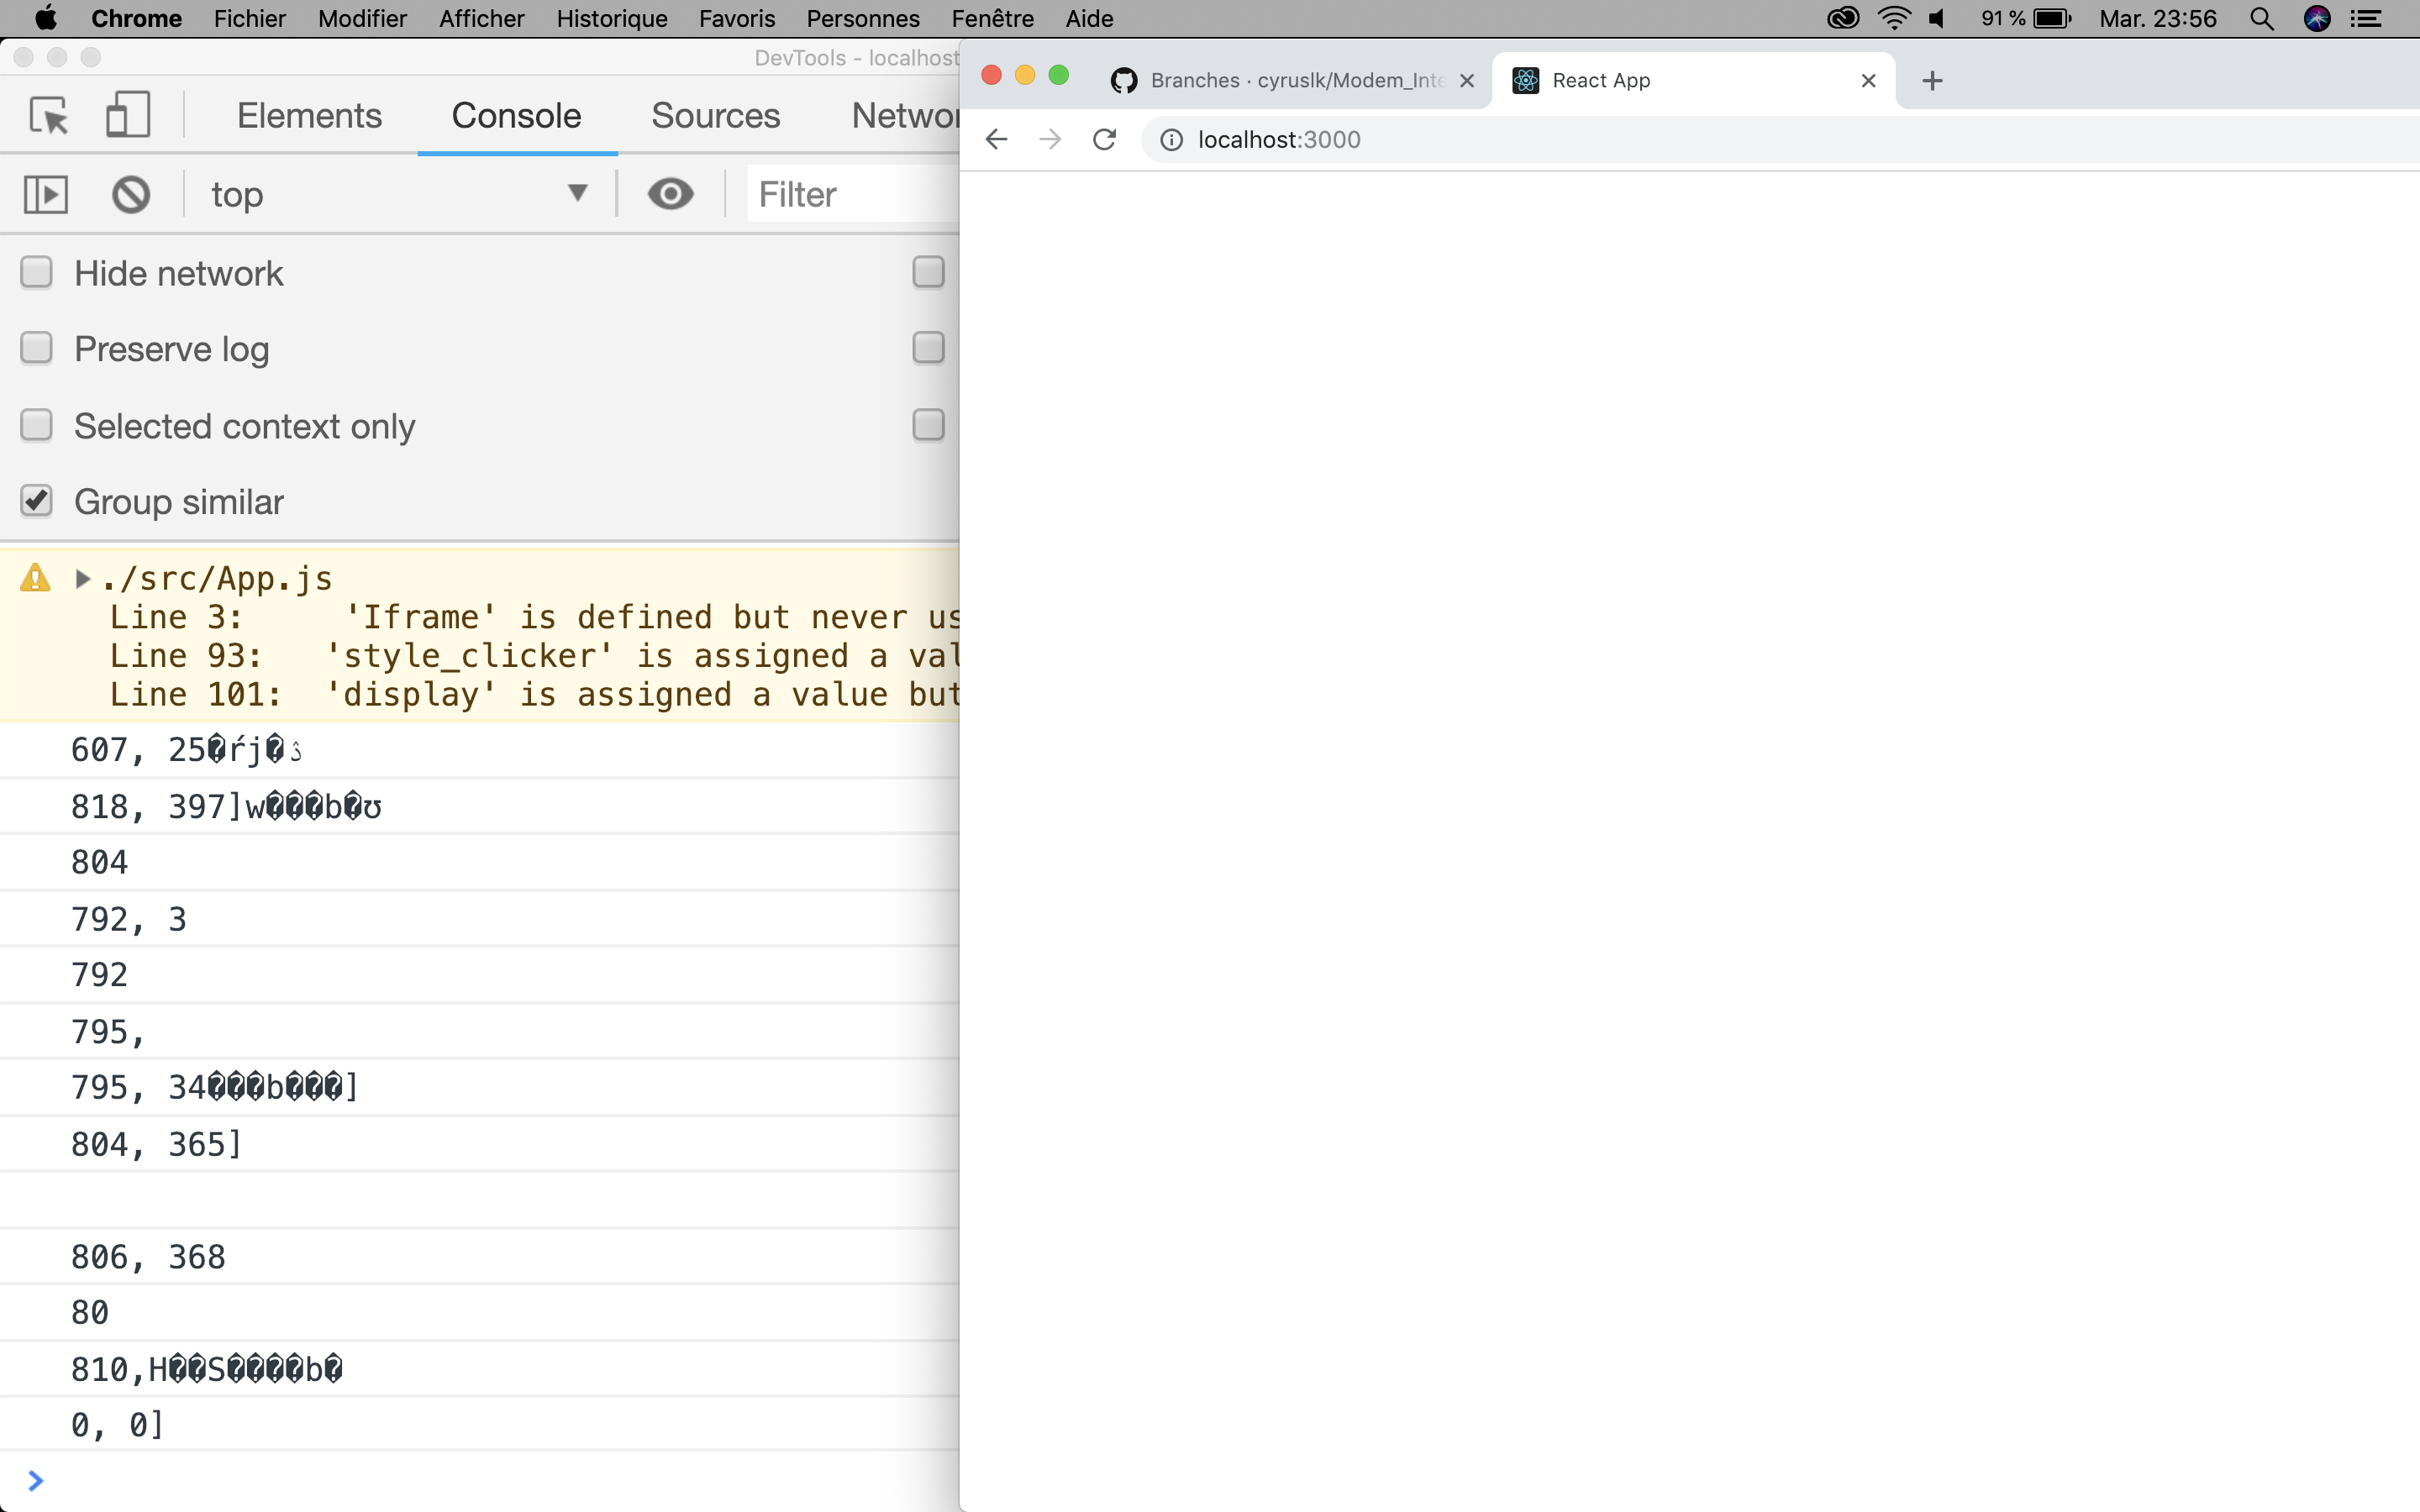 Chrome Fichier Modifier Afficher Historique Favoris Personnes Fenêtre Aide 91 % Mar. 23:56
DevTools - localhost
Elements Console Sources
top Filter
Hide network
Preserve log
Selected context only
Group similar
./src/App.js
Line 3: 'Iframe' is defined but never us
Line 93: 'style_clicker' is assigned a val
Line 101: 'display' is assigned a value but
607, 25�ŕj�
818, 397]w���b�ʊ
804
792, 3
792
795,
795, 34���b���]
804, 365]
806, 368
80
810,H��S����b�
0, 0]
Branches · cyruslk/Modem_Inte
React App
localhost:3000